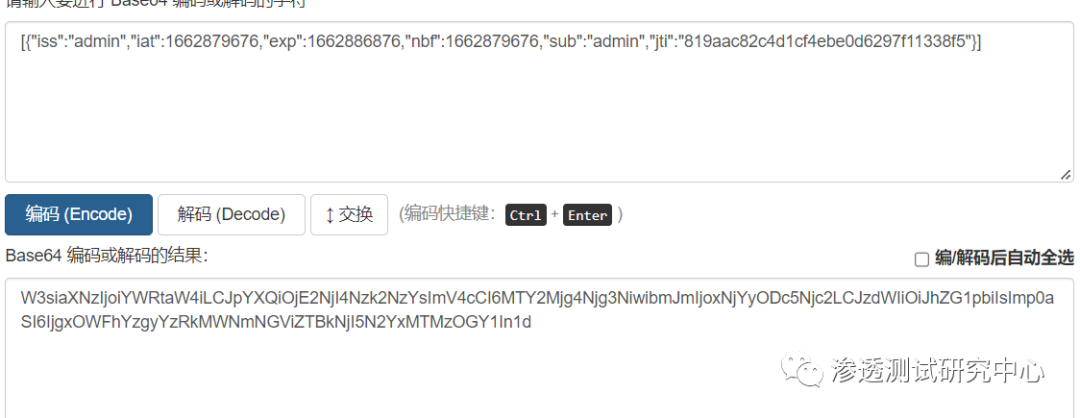 请输入要进行 Base64 编码或解码的字符
[{"iss":"admin","iat":1662879676,"exp":1662886876,"nbf":1662879676,"sub":"admin","jti":"819aac82c4d1cf4ebe0d6297f11338f5"}]
编码 (Encode) 解码 (Decode) ↕交换 (编码快捷键： Ctrl + Enter )
Base64 编码或解码的结果： 编/解码后自动全选
W3siaXNzIjoiYWRtaW4iLCJpYXQiOjE2NjI4Nzk2NzYsImV4cCI6MTY2Mjg4Njg3NiwibmJmIjoxNjYyODc5Njc2LCJzdWIiOiJhZG1pbiIsImp0a
SI6IjgxOWFhYzgyYzRkMWNmNGViZTBkNjI5N2YxMTMzOGY1In1d
渗透测试研究中心